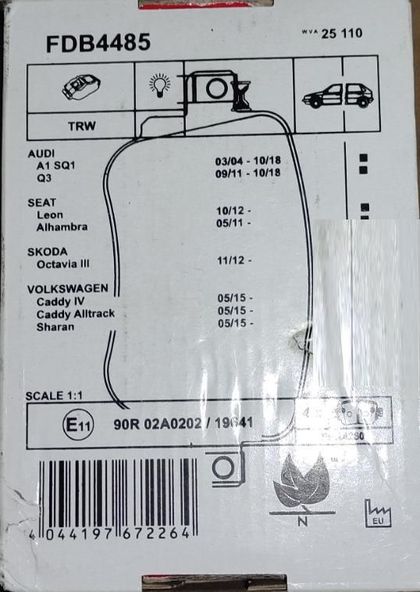 FDB4485
WVA 25 110
TRW
AUDI
A1 SQ1 03/04 - 10/18
Q3 09/11 - 10/18
SEAT
Leon 10/12 -
Alhambra 05/11 -
SKODA
Octavia III 11/12 -
VOLKSWAGEN
Caddy IV 05/15 -
Caddy Alltrack 05/15 -
Sharan 05/15 -
SCALE 1:1
E11 90R 02A0202 / 19641
4
N
EU
4 044197 672264